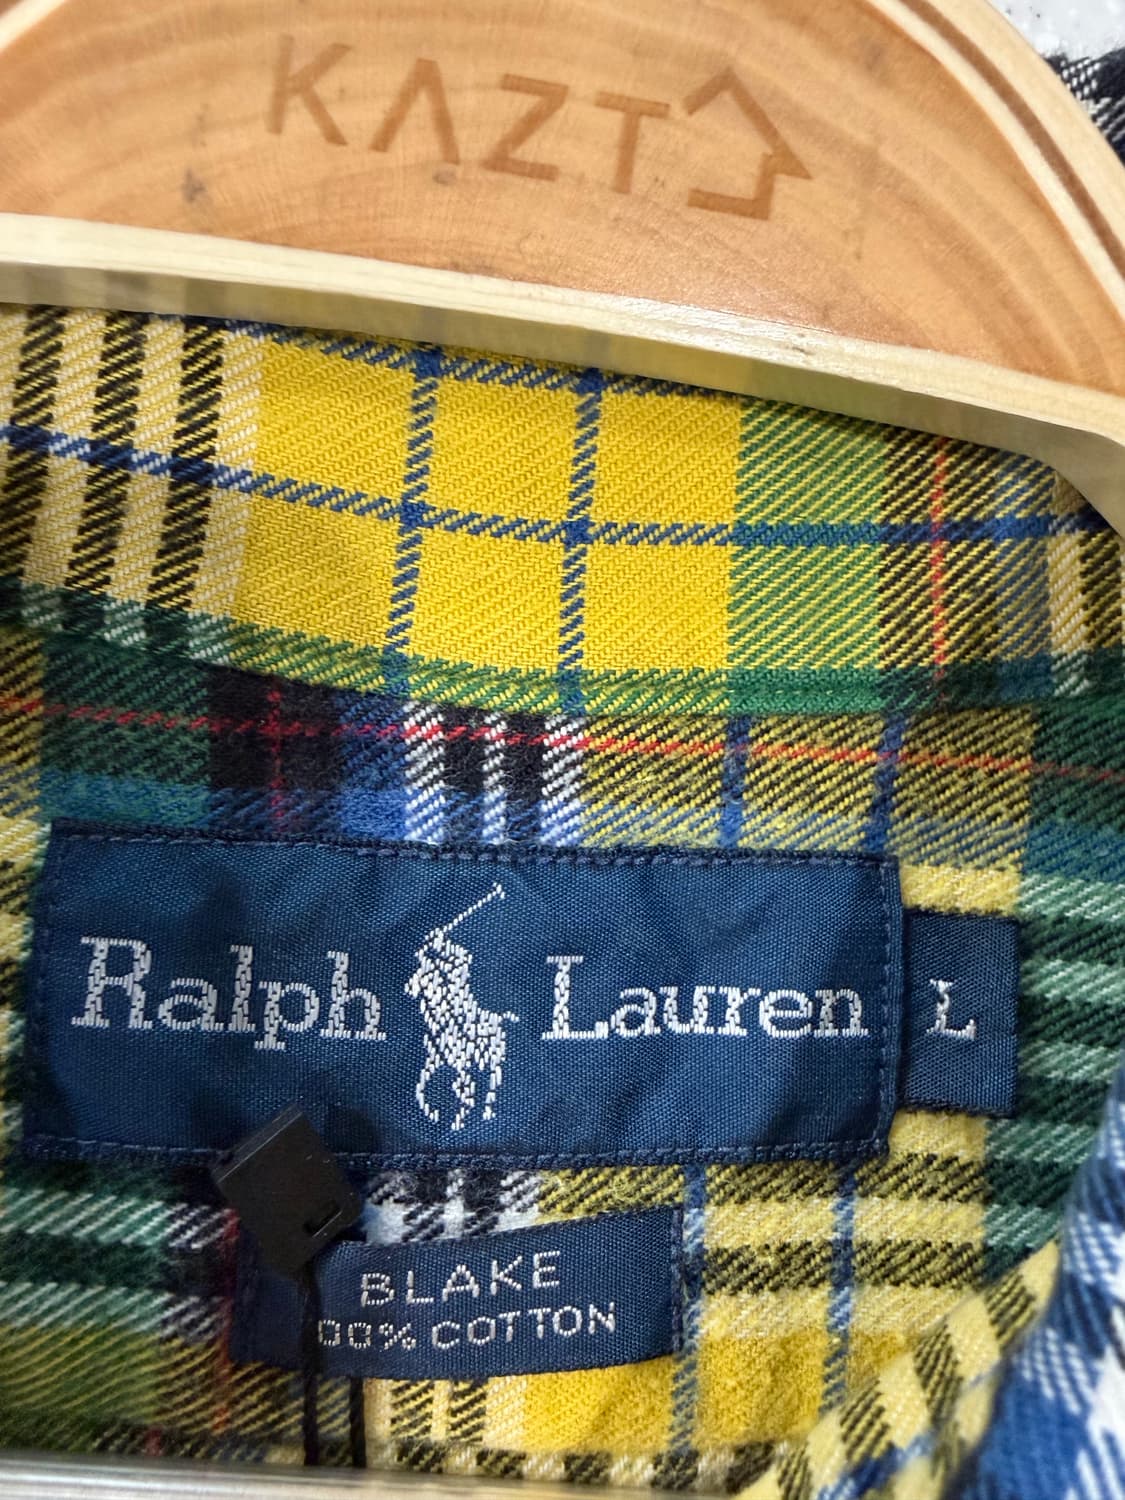 KAZT
Ralph Lauren
L
BLAKE
00% COTTON